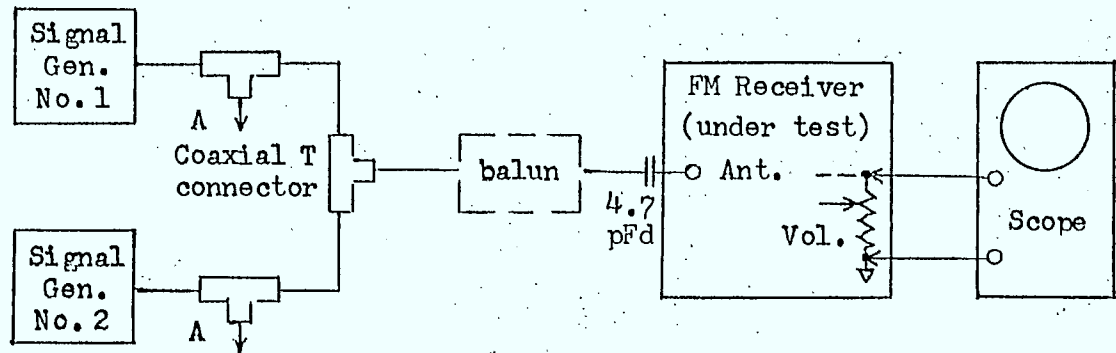 Signal
Gen.
No.1
Λ
Coaxial T
connector
Signal
Gen.
No.2
Λ
balun
4.7
pFd
FM Receiver
(under test)
Ant.
Vol.
Scope